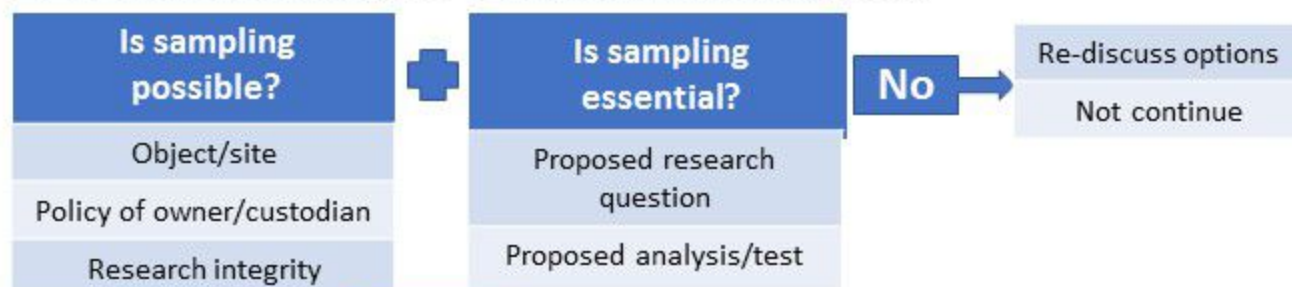 Is sampling
possible?
Object/site
Policy of owner/custodian
Research integrity
Is sampling
essential?
Proposed research
question
Proposed analysis/test
No
Re-discuss options
Not continue